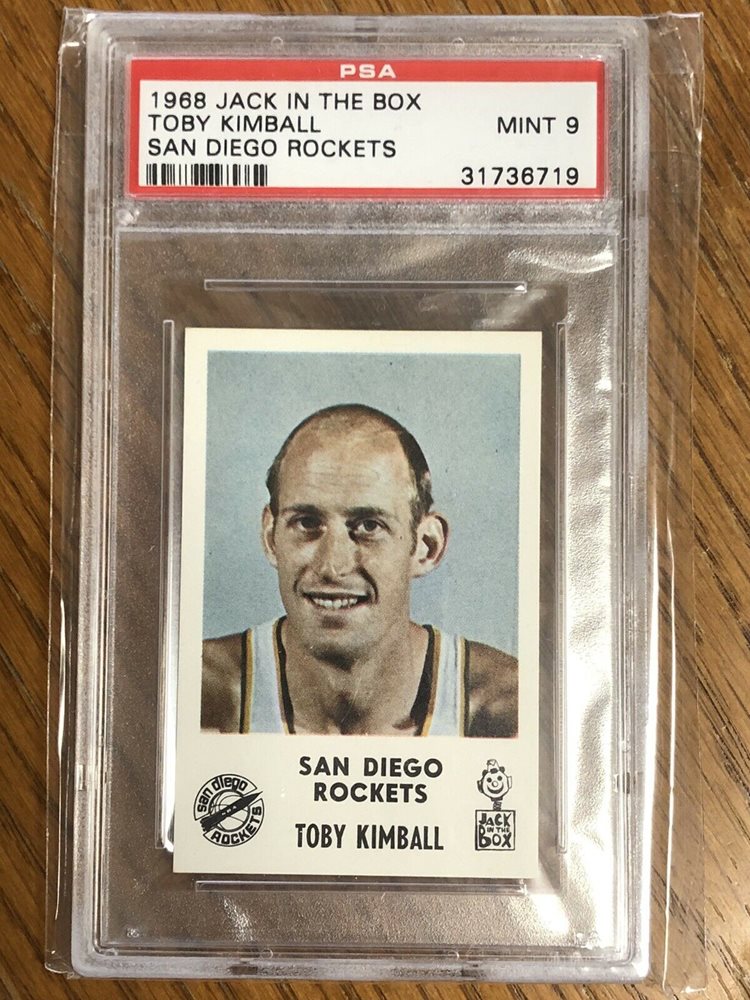 PSA
1968 JACK IN THE BOX
TOBY KIMBALL
MINT 9
SAN DIEGO ROCKETS
31736719
SAN DIEGO
ROCKETS
TOBY KIMBALL
san diego
ROCKETS
JACK
IN THE
BOX